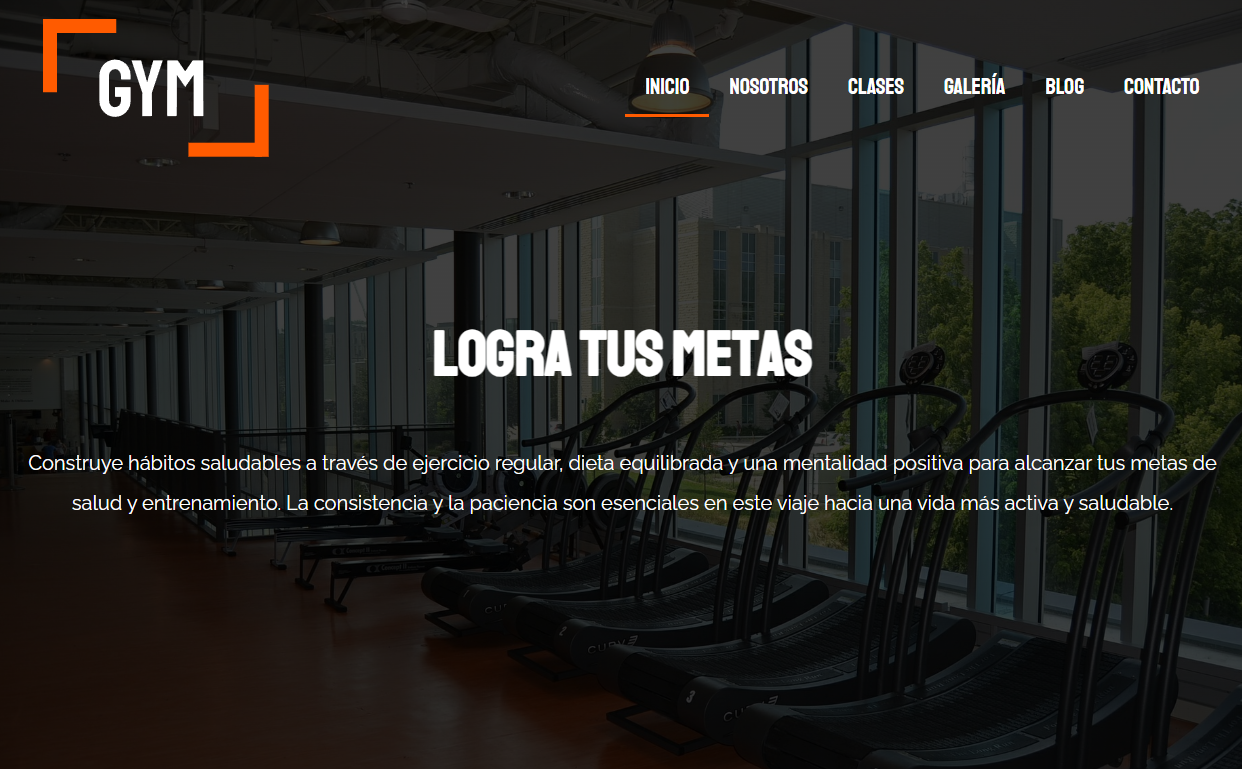 GYM
INICIO NOSOTROS CLASES GALERÍA BLOG CONTACTO
LOGRA TUS METAS
Construye hábitos saludables a través de ejercicio regular, dieta equilibrada y una mentalidad positiva para alcanzar tus metas de
salud y entrenamiento. La consistencia y la paciencia son esenciales en este viaje hacia una vida más activa y saludable.
CURV
3